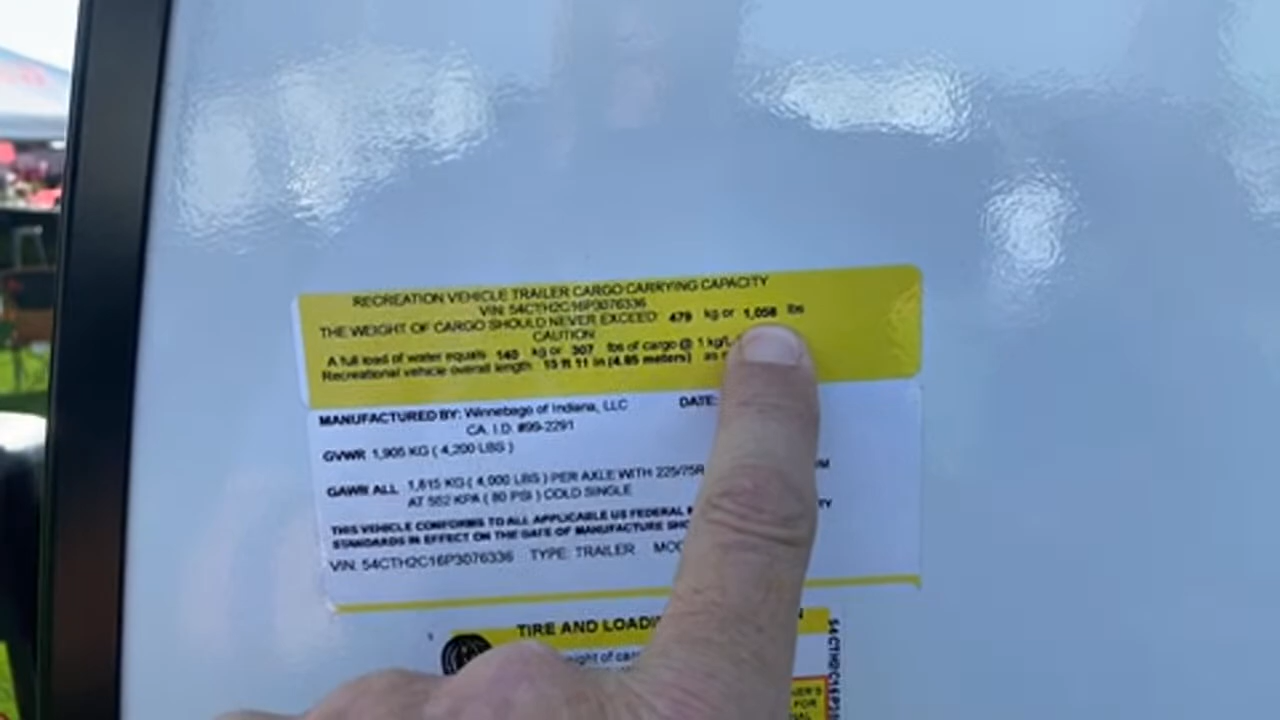 RECREATION VEHICLE TRAILER CARGO CARRYING CAPACITY
VIN: 54CTH2C16P3076336
THE WEIGHT OF CARGO SHOULD NEVER EXCEED 479 kg or 1,058 lbs
CAUTION
A full load of water equals 140 kg or 307 lbs of cargo @ 1 kg/L
Recreational vehicle overall length 15 ft 11 in (4.85 meters) as
MANUFACTURED BY: Winnebago of Indiana, LLC DATE:
CA. I.D. #99-2291
GVWR 1,905 KG ( 4,200 LBS )
GAWR ALL 1,815 KG ( 4,000 LBS ) PER AXLE WITH 225/75R
AT 552 KPA ( 80 PSI ) COLD SINGLE
THIS VEHICLE CONFORMS TO ALL APPLICABLE US FEDERAL
STANDARDS IN EFFECT ON THE DATE OF MANUFACTURE SHO
VIN: 54CTH2C16P3076336 TYPE: TRAILER MOD
TIRE AND LOADI